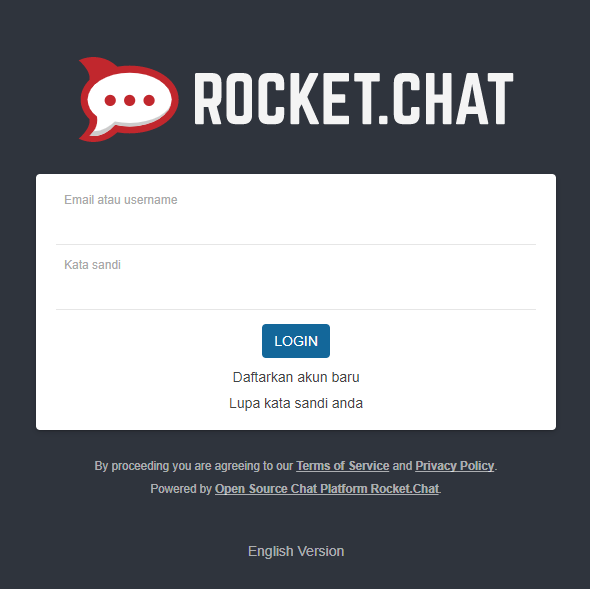 ROCKET.CHAT
Email atau username
Kata sandi
LOGIN
Daftarkan akun baru
Lupa kata sandi anda
By proceeding you are agreeing to our Terms of Service and Privacy Policy.
Powered by Open Source Chat Platform Rocket.Chat.
English Version